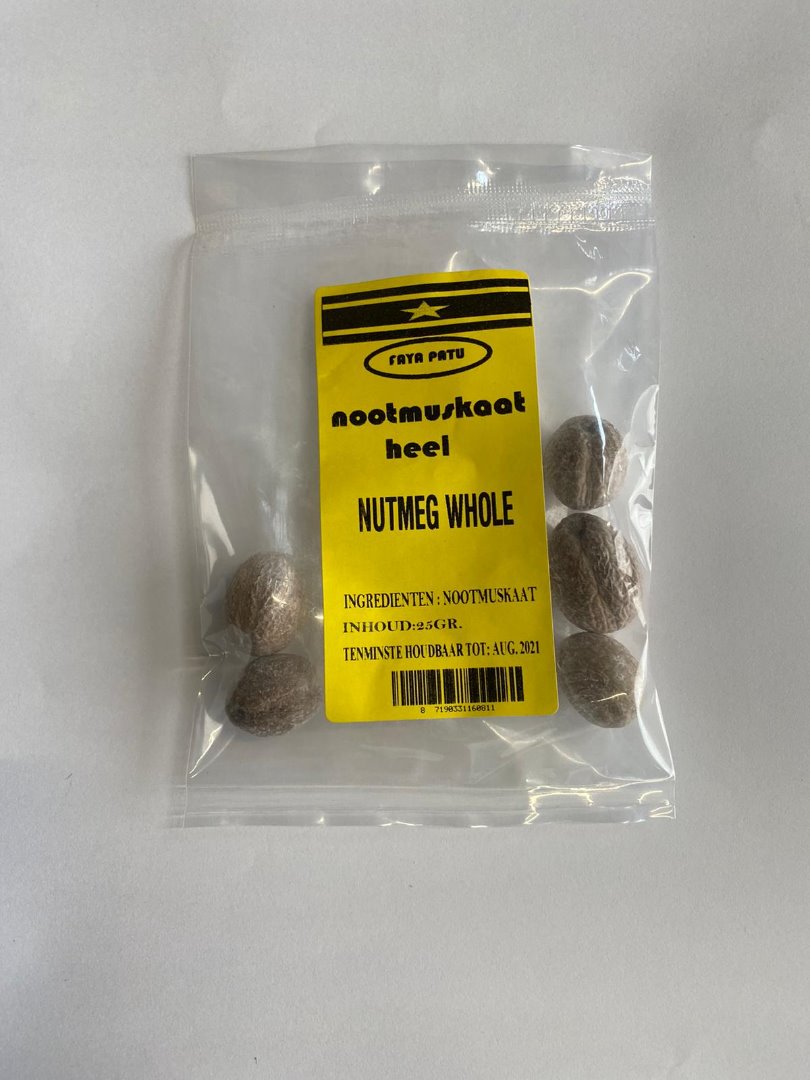 FAYA PATU
nootmuskaat
heel
NUTMEG WHOLE
INGREDIENTEN : NOOTMUSKAAT
INHOUD:25GR.
TENMINSTE HOUDBAAR TOT: AUG. 2021
8 719033116081 1